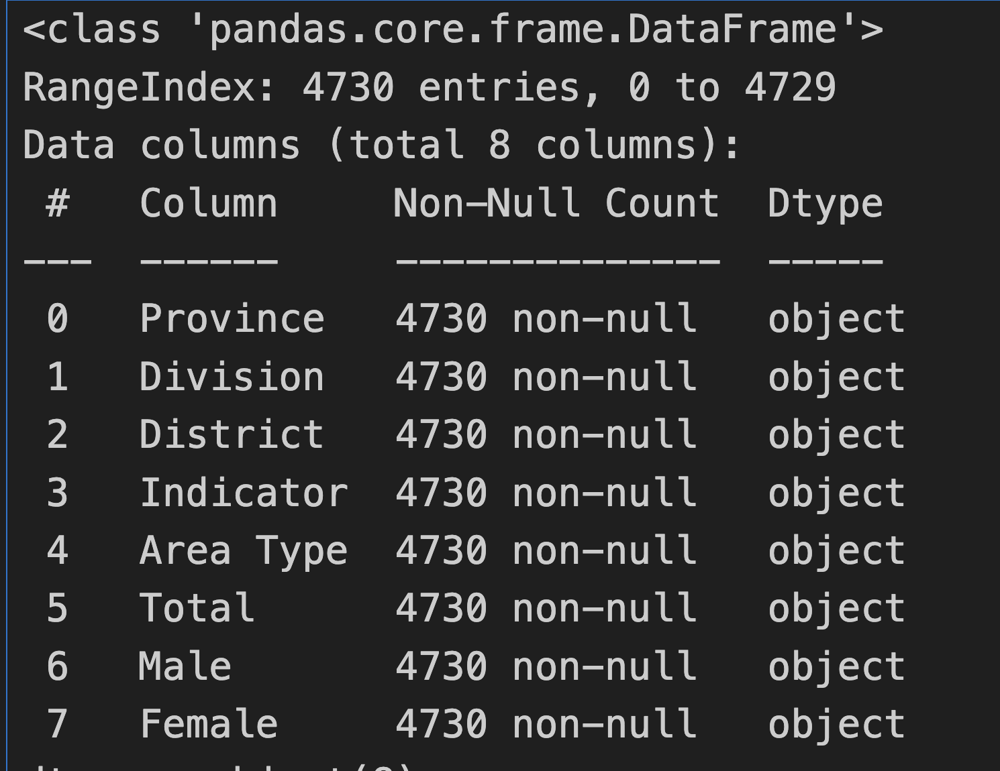 <class 'pandas.core.frame.DataFrame'>
RangeIndex: 4730 entries, 0 to 4729
Data columns (total 8 columns):
 #   Column     Non-Null Count  Dtype
---  ------     --------------  -----
 0   Province   4730 non-null   object
 1   Division   4730 non-null   object
 2   District   4730 non-null   object
 3   Indicator  4730 non-null   object
 4   Area Type  4730 non-null   object
 5   Total      4730 non-null   object
 6   Male       4730 non-null   object
 7   Female     4730 non-null   object